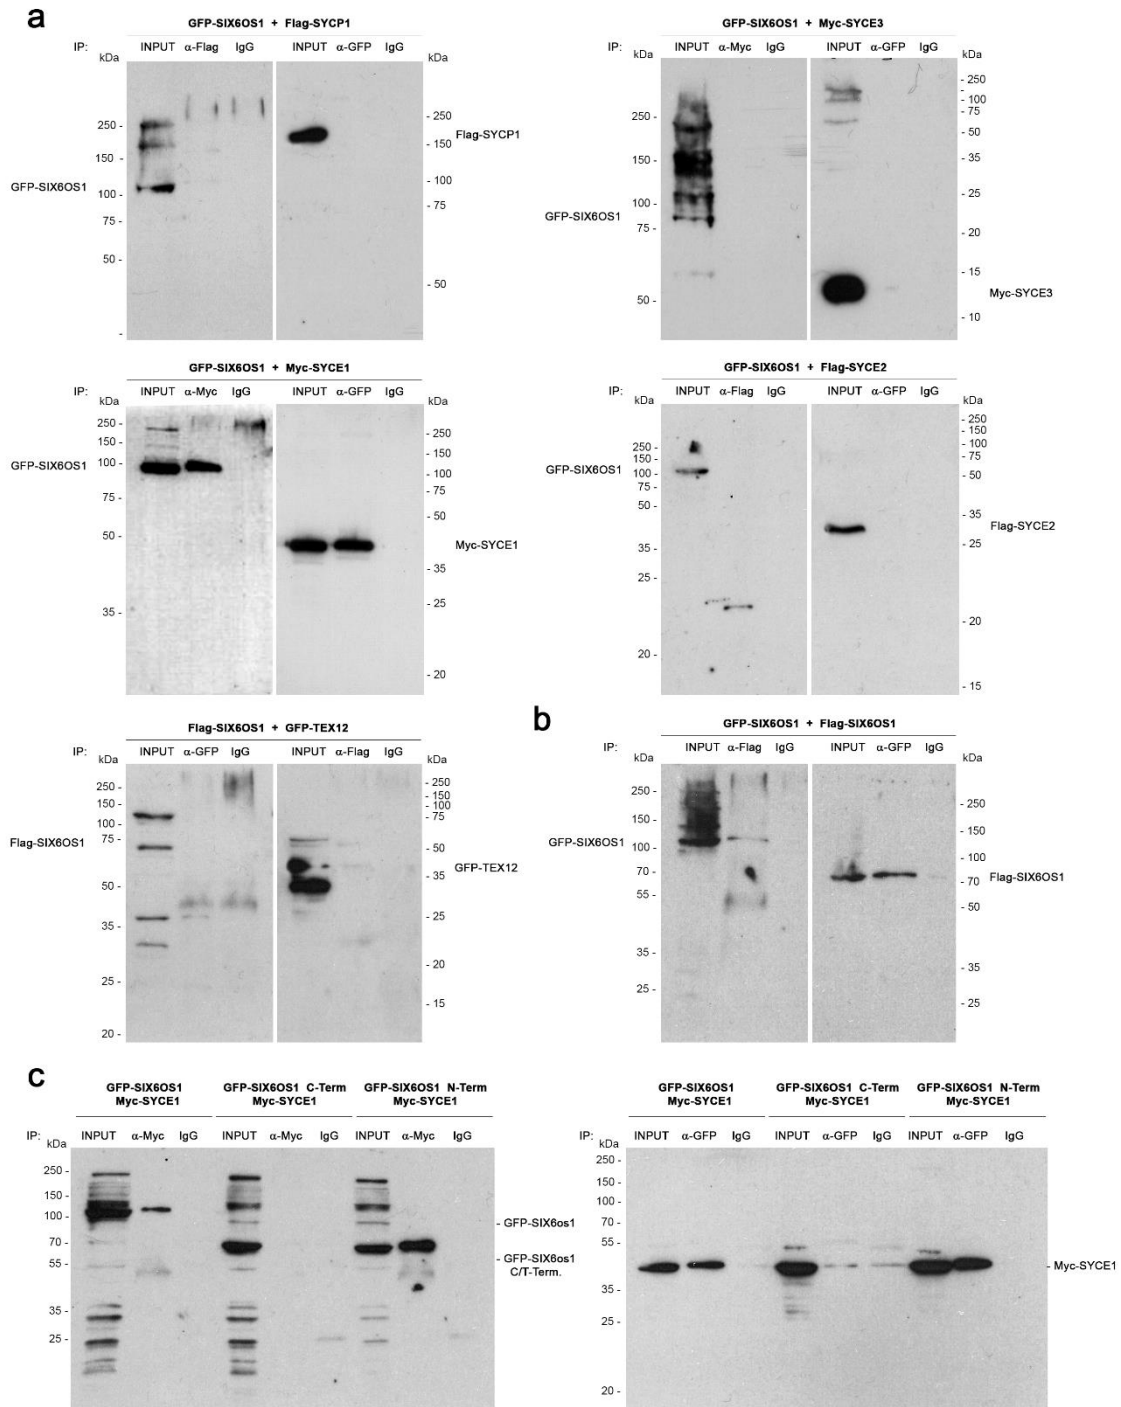 a
GFP-SIX6OS1 + Flag-SYCP1
IP: INPUT α-Flag IgG INPUT α-GFP IgG
kDa kDa
250 -
150 -
100 -
75 -
50 -
-
- 250
- 150
- 100
- 75
- 50
GFP-SIX6OS1
Flag-SYCP1
GFP-SIX6OS1 + Myc-SYCE3
IP: INPUT α-Myc IgG INPUT α-GFP IgG
kDa kDa
250 -
150 -
100 -
75 -
50 -
- 250
- 100
- 75
- 50
- 35
- 25
- 20
- 15
- 10
GFP-SIX6OS1
Myc-SYCE3
GFP-SIX6OS1 + Myc-SYCE1
IP: INPUT α-Myc IgG INPUT α-GFP IgG
kDa kDa
250 -
150 -
100 -
75 -
50 -
35 -
- 250
- 150
- 100
- 75
- 50
- 35
- 25
- 20
GFP-SIX6OS1
Myc-SYCE1
GFP-SIX6OS1 + Flag-SYCE2
IP: INPUT α-Flag IgG INPUT α-GFP IgG
kDa kDa
250 -
150 -
100 -
75 -
50 -
35 -
25 -
20 -
- 250
- 150
- 100
- 50
- 35
- 25
- 20
- 15
GFP-SIX6OS1
Flag-SYCE2
Flag-SIX6OS1 + GFP-TEX12
IP: INPUT α-GFP IgG INPUT α-Flag IgG
kDa kDa
250 -
150 -
100 -
75 -
50 -
35 -
25 -
20 -
- 250
- 150
- 100
- 75
- 50
- 35
- 25
- 20
- 15
Flag-SIX6OS1
GFP-TEX12
b
GFP-SIX6OS1 + Flag-SIX6OS1
IP: INPUT α-Flag IgG INPUT α-GFP IgG
kDa kDa
250 -
150 -
100 -
70 -
55 -
35 -
25 -
- 250
- 150
- 100
- 70
- 50
- 35
- 25
GFP-SIX6OS1
Flag-SIX6OS1
c
GFP-SIX6OS1 GFP-SIX6OS1 C-Term GFP-SIX6OS1 N-Term
Myc-SYCE1 Myc-SYCE1 Myc-SYCE1
IP: INPUT α-Myc IgG INPUT α-Myc IgG INPUT α-Myc IgG
kDa
250 -
150 -
100 -
70 -
55 -
35 -
25 -
- GFP-SIX6os1
- GFP-SIX6os1
C/T-Term.
GFP-SIX6OS1 GFP-SIX6OS1 C-Term GFP-SIX6OS1 N-Term
Myc-SYCE1 Myc-SYCE1 Myc-SYCE1
IP: INPUT α-GFP IgG INPUT α-GFP IgG INPUT α-GFP IgG
kDa
250 -
150 -
100 -
70 -
55 -
35 -
25 -
20 -
- Myc-SYCE1